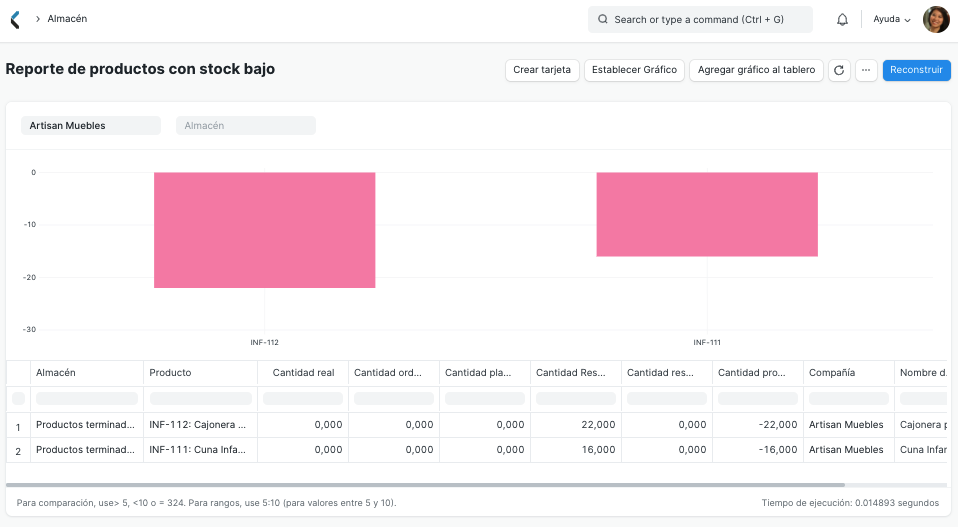 Almacén
Search or type a command (Ctrl + G)
Ayuda
Reporte de productos con stock bajo
Crear tarjeta
Establecer Gráfico
Agregar gráfico al tablero
...
Reconstruir
Artisan Muebles
Almacén
0
-10
-20
-30
INF-112
INF-111
Almacén Producto Cantidad real Cantidad ord... Cantidad pla... Cantidad Res... Cantidad res... Cantidad pro... Compañía Nombre d
1 Productos terminad... INF-112: Cajonera ... 0,000 0,000 0,000 22,000 0,000 -22,000 Artisan Muebles Cajonera p
2 Productos terminad... INF-111: Cuna Infa... 0,000 0,000 0,000 16,000 0,000 -16,000 Artisan Muebles Cuna Infar
Para comparación, use> 5, <10 o = 324. Para rangos, use 5:10 (para valores entre 5 y 10).
Tiempo de ejecución: 0.014893 segundos